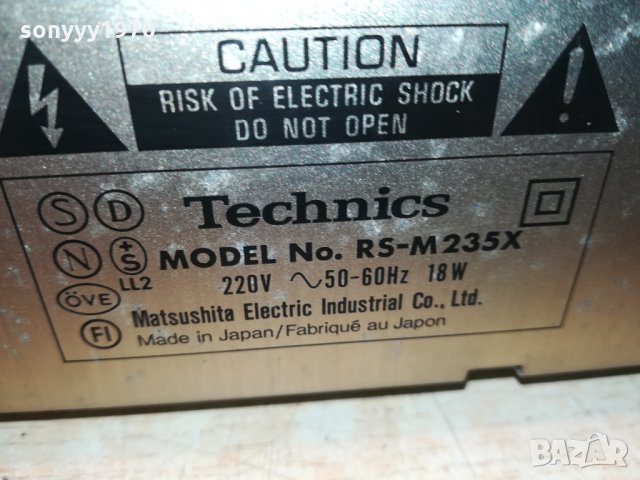 sonyyy1976
CAUTION
RISK OF ELECTRIC SHOCK
DO NOT OPEN
S D Technics
N +S MODEL No. RS-M235X
LL2 220V ~50-60Hz 18W
ÖVE Matsushita Electric Industrial Co., Ltd.
FI Made in Japan/Fabriqué au Japon
BAZAR